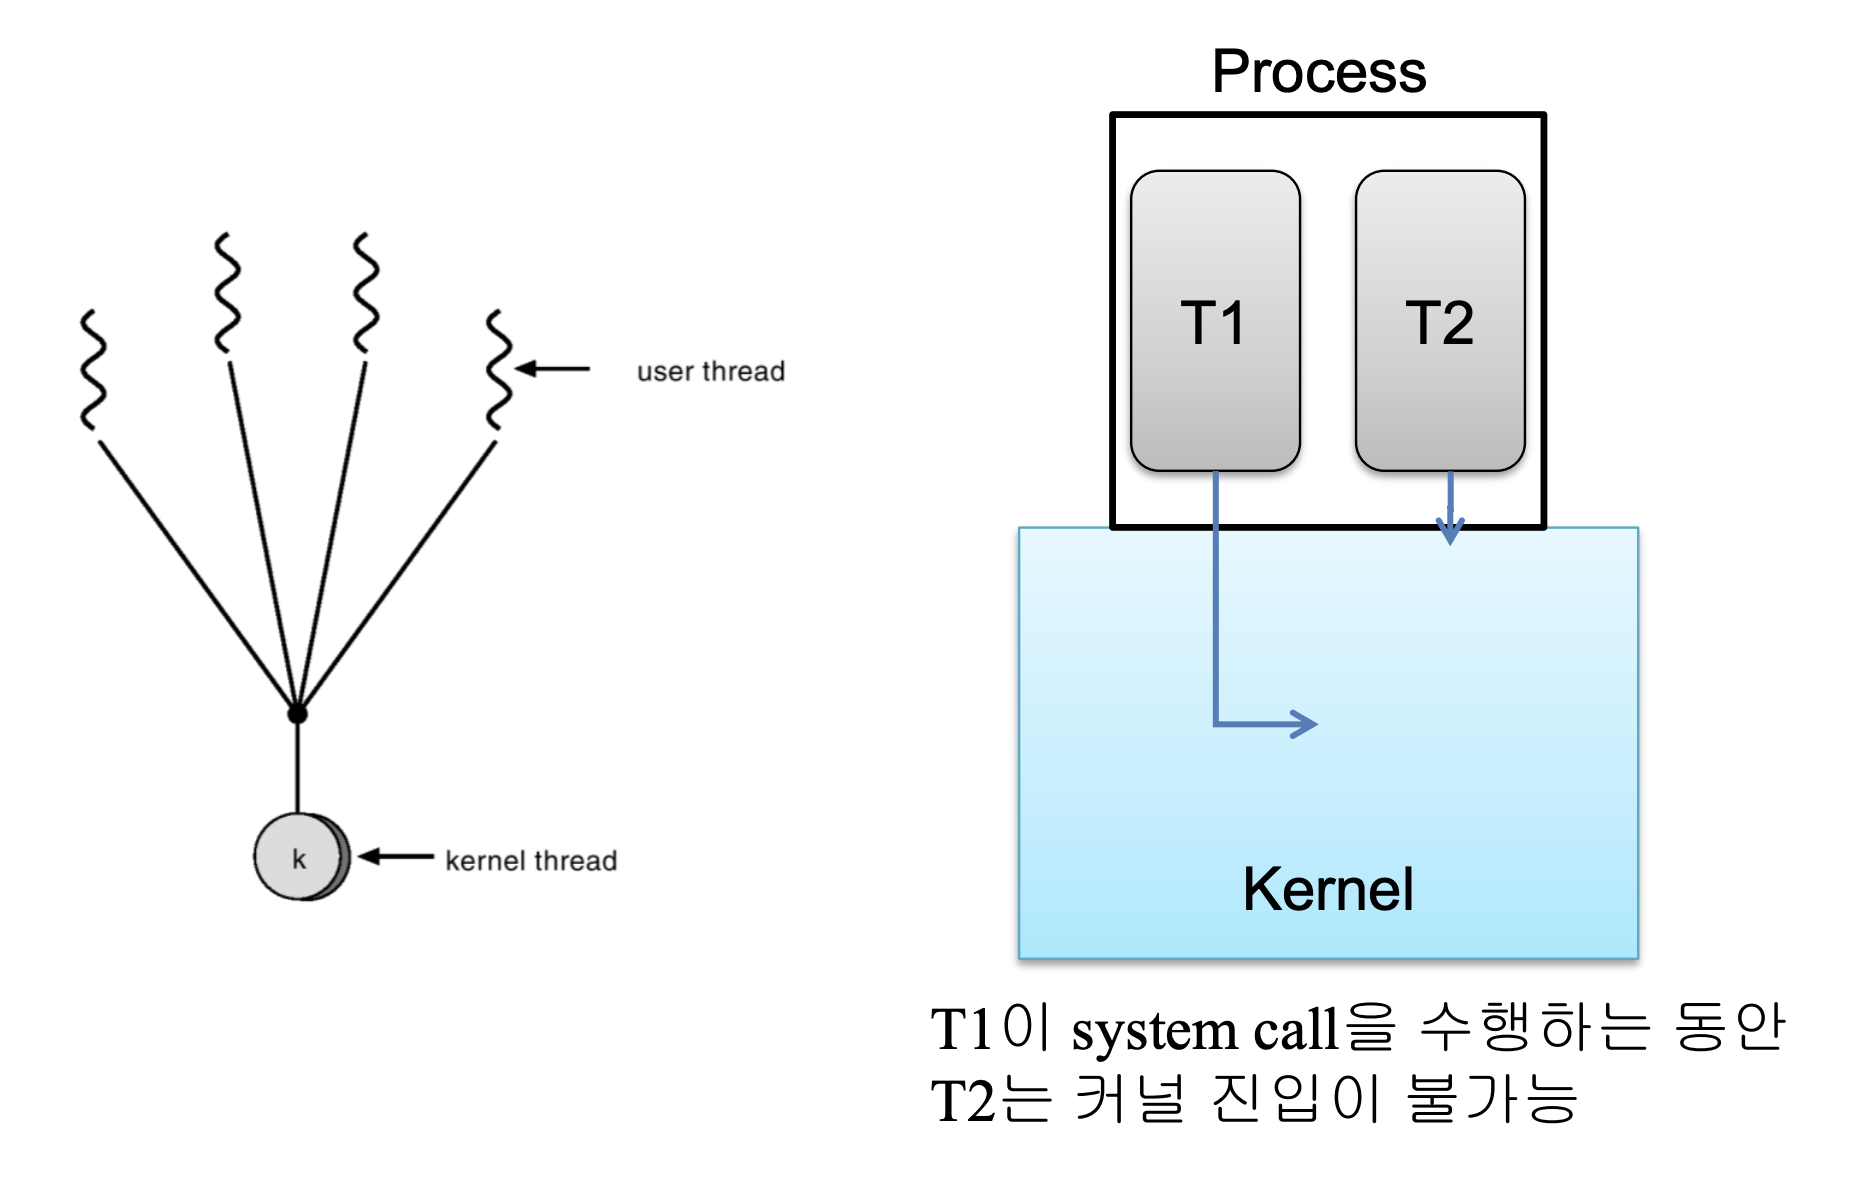 user thread
k
kernel thread
Process
T1
T2
Kernel
T1이 system call을 수행하는 동안
T2는 커널 진입이 불가능